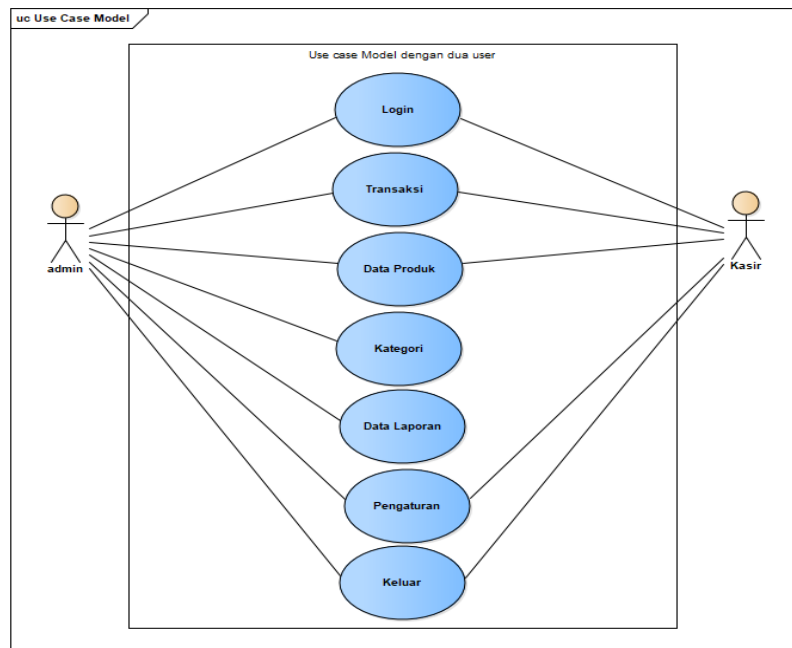 uc Use Case Model
Use case Model dengan dua user
Login
Transaksi
Data Produk
admin
Kasir
Kategori
Data Laporan
Pengaturan
Keluar